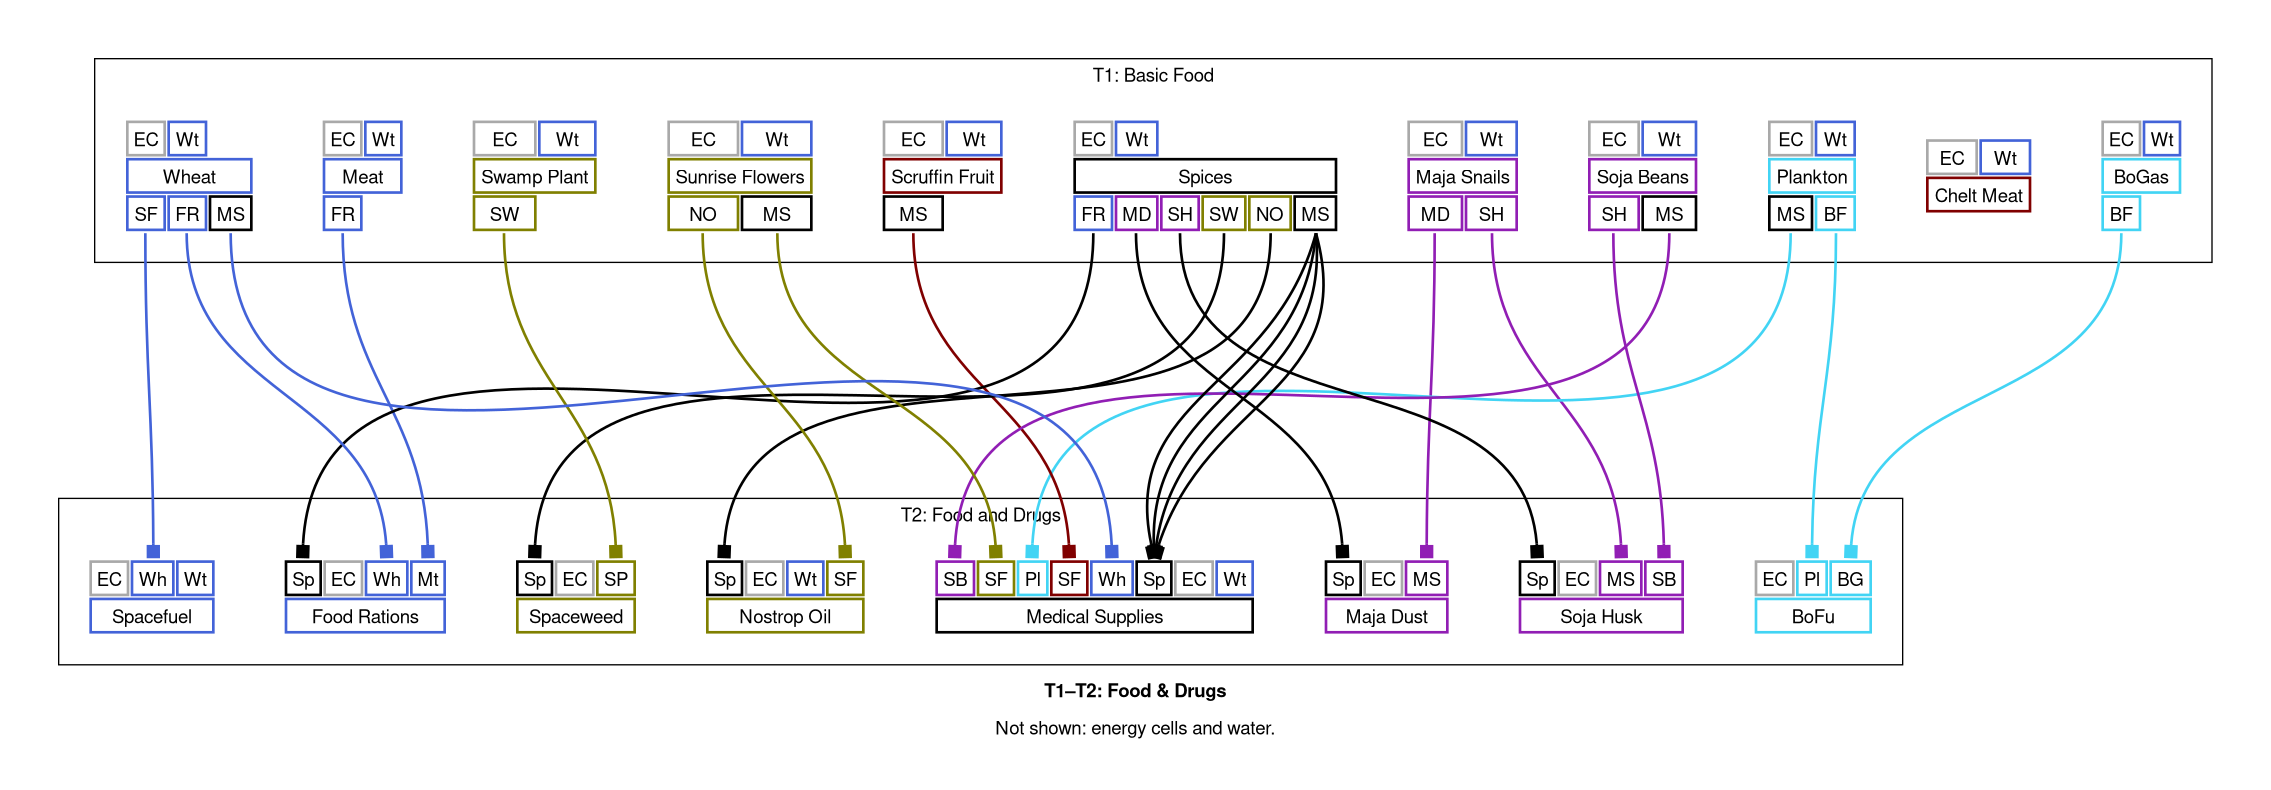 T1: Basic Food
EC Wt EC Wt EC Wt EC Wt EC Wt EC Wt EC Wt EC Wt EC Wt EC Wt EC Wt
Wheat Meat Swamp Plant Sunrise Flowers Scruffin Fruit Spices Maja Snails Soja Beans Plankton Chelt Meat BoGas
SF FR MS FR SW NO MS MS FR MD SH SW NO MS MD SH SH MS MS BF BF
T2: Food and Drugs
EC Wh Wt Sp EC Wh Mt Sp EC SP Sp EC Wt SF SB SF Pl SF Wh Sp EC Wt Sp EC MS Sp EC MS SB EC Pl BG
Spacefuel Food Rations Spaceweed Nostrop Oil Medical Supplies Maja Dust Soja Husk BoFu
T1–T2: Food & Drugs
Not shown: energy cells and water.